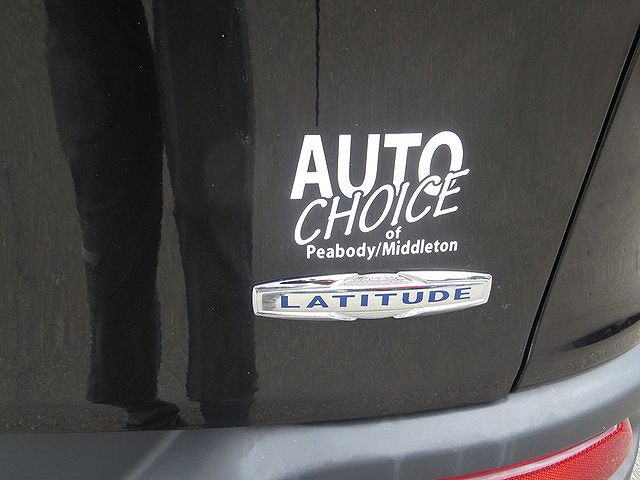 AUTO
CHOICE
of
Peabody/Middleton
LATITUDE